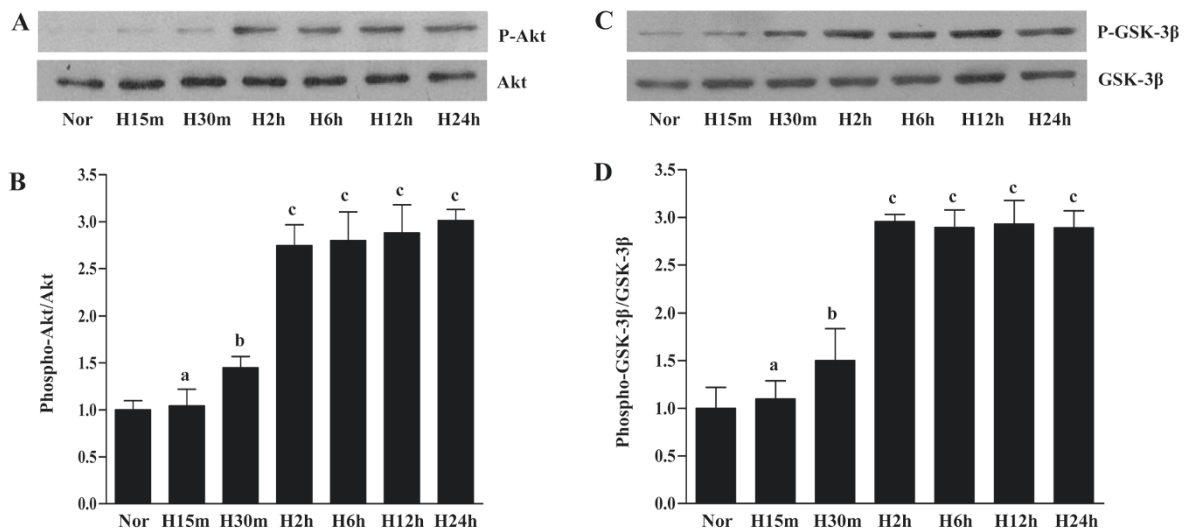 A
P-Akt
Akt
Nor H15m H30m H2h H6h H12h H24h
C
P-GSK-3β
GSK-3β
Nor H15m H30m H2h H6h H12h H24h
B
Phospho-Akt/Akt
3.5
3.0
2.5
2.0
1.5
1.0
0.5
0.0
a b c c c c
Nor H15m H30m H2h H6h H12h H24h
D
Phospho-GSK-3β/GSK-3β
3.5
3.0
2.5
2.0
1.5
1.0
0.5
0.0
a b c c c c
Nor H15m H30m H2h H6h H12h H24h